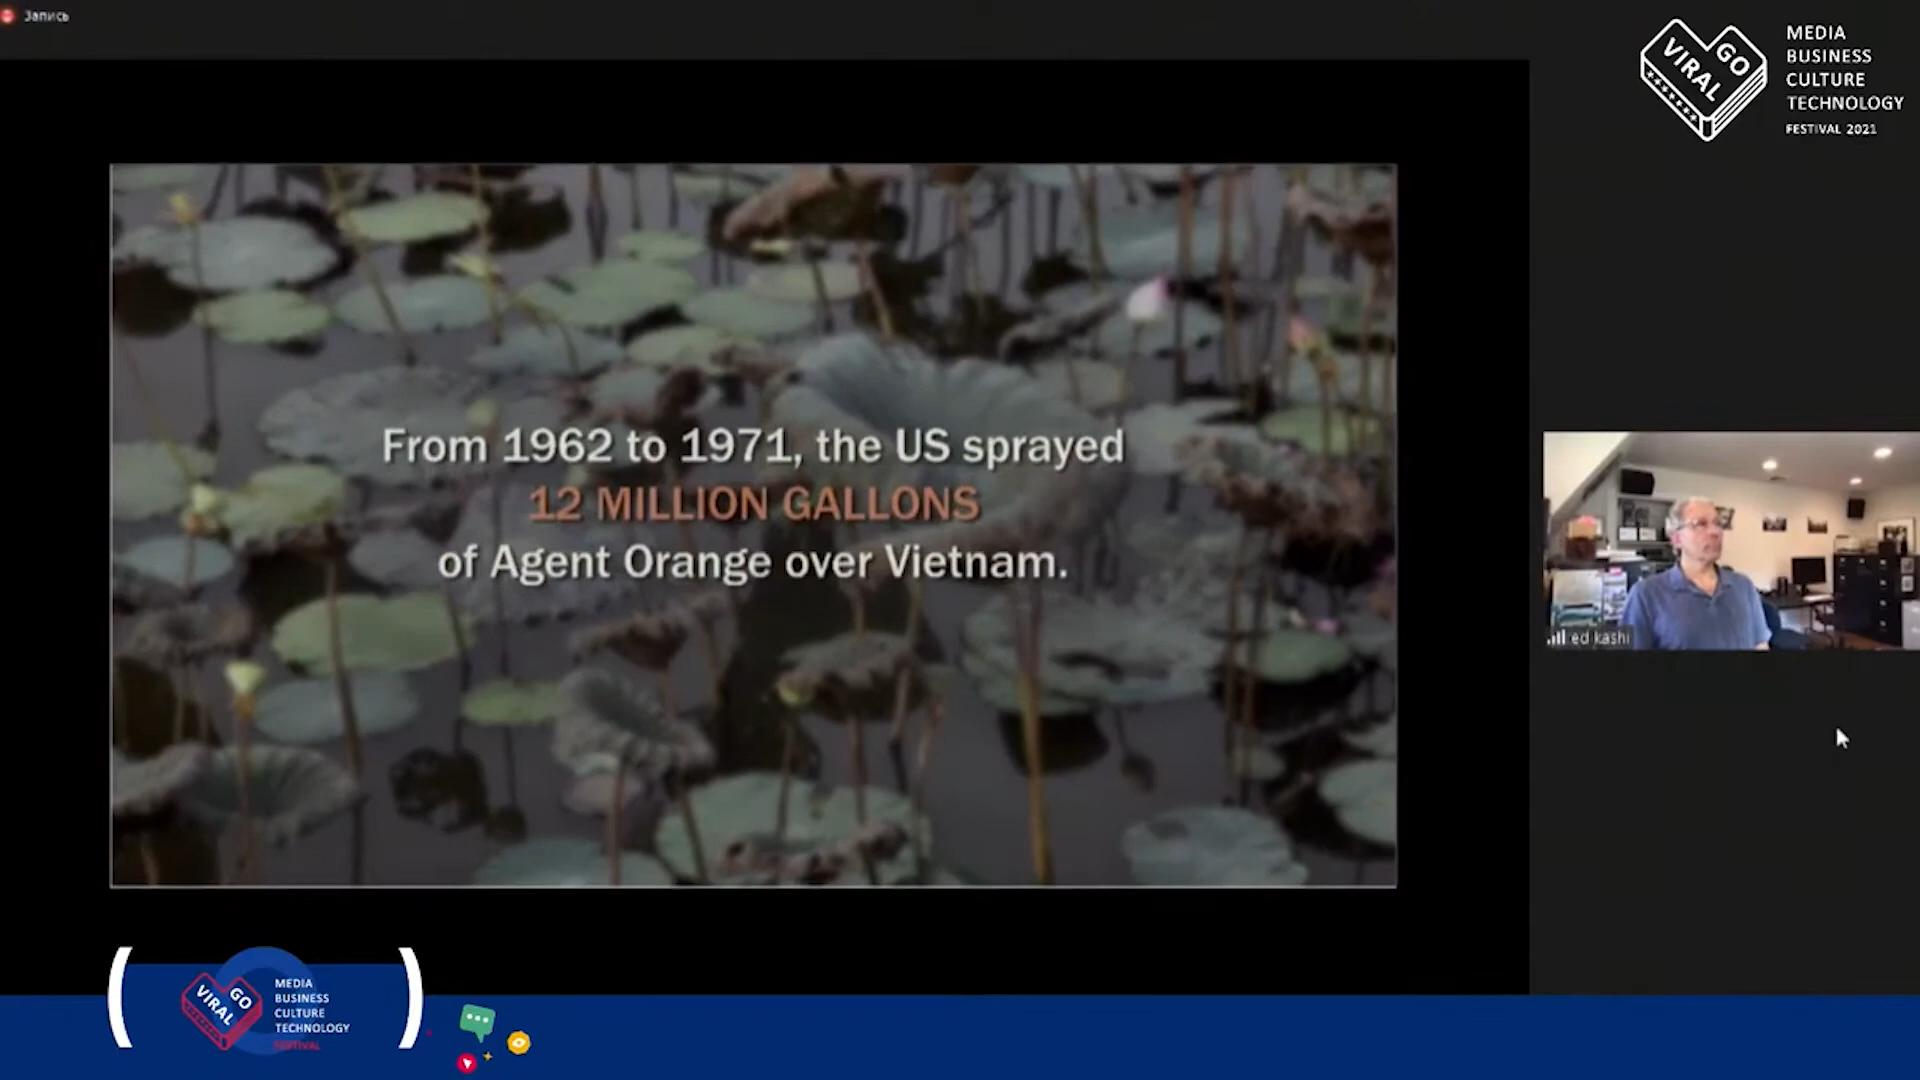 Запись
VIRAL GO
MEDIA
BUSINESS
CULTURE
TECHNOLOGY
FESTIVAL 2021
From 1962 to 1971, the US sprayed
12 MILLION GALLONS
of Agent Orange over Vietnam.
ed kashi
VIRAL GO
MEDIA
BUSINESS
CULTURE
TECHNOLOGY
FESTIVAL